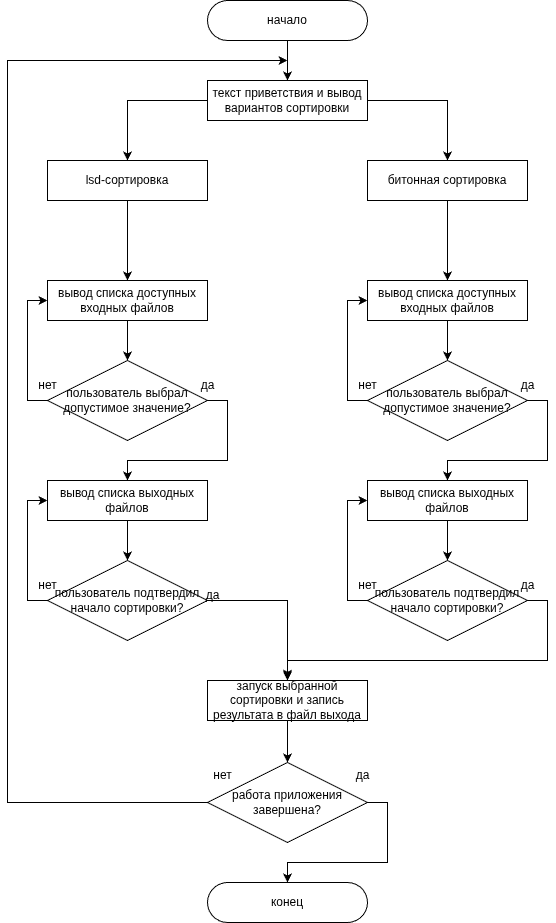 начало
текст приветствия и вывод
вариантов сортировки
lsd-сортировка
битонная сортировка
вывод списка доступных
входных файлов
вывод списка доступных
входных файлов
нет
пользователь выбрал
допустимое значение?
да
нет
пользователь выбрал
допустимое значение?
да
вывод списка выходных
файлов
вывод списка выходных
файлов
нет
пользователь подтвердил
начало сортировки?
да
нет
пользователь подтвердил
начало сортировки?
да
запуск выбранной
сортировки и запись
результата в файл выхода
нет
да
работа приложения
завершена?
конец